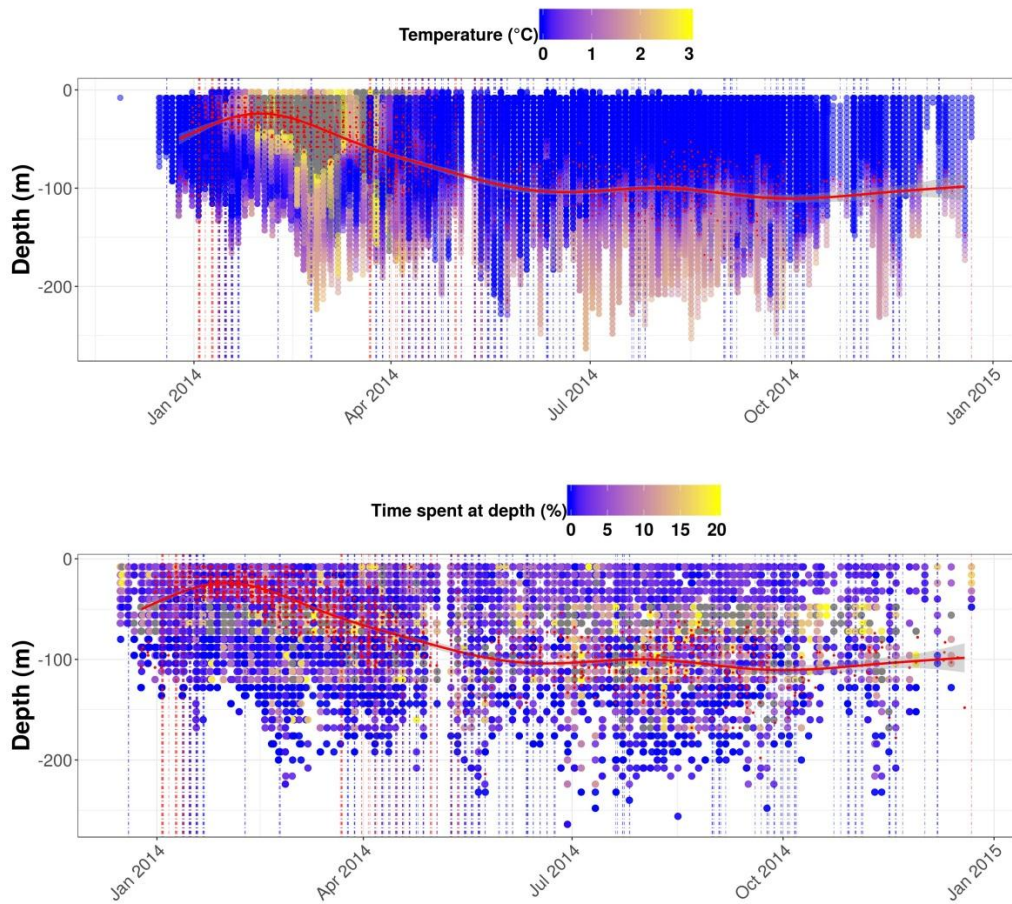 Temperature (°C)
0 1 2 3
Depth (m)
0
-100
-200
Jan 2014
Apr 2014
Jul 2014
Oct 2014
Jan 2015
Time spent at depth (%)
0 5 10 15 20
Depth (m)
0
-100
-200
Jan 2014
Apr 2014
Jul 2014
Oct 2014
Jan 2015